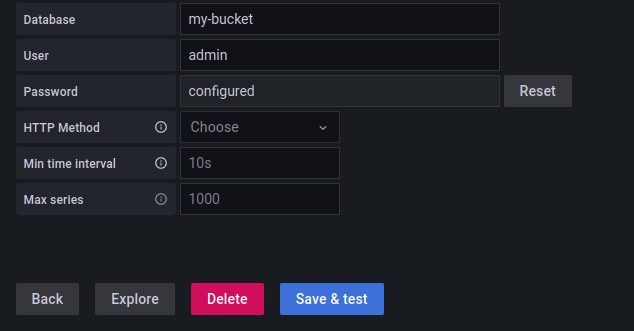 Database my-bucket
User admin
Password configured Reset
HTTP Method Choose
Min time interval 10s
Max series 1000
Back Explore Delete Save & test